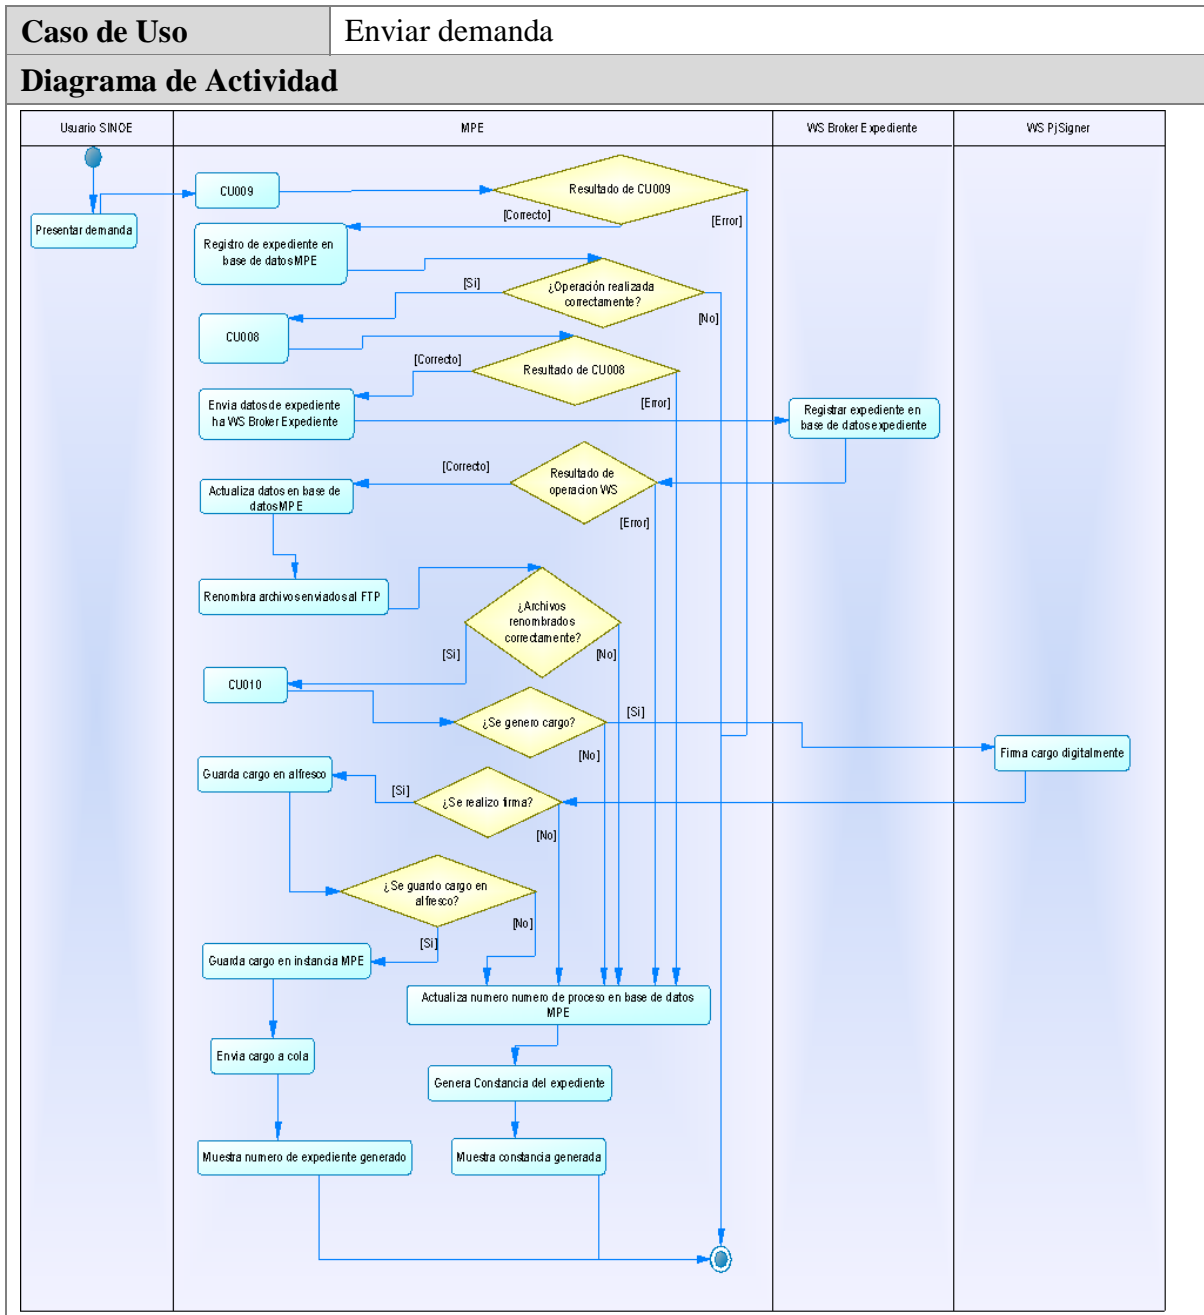 Caso de Uso
Enviar demanda
Diagrama de Actividad
Usuario SINOE
MPE
WS Broker Expediente
WS PjSigner
Presentar demanda
CU009
Resultado de CU009
[Correcto]
[Error]
Registro de expediente en
base de datos MPE
¿Operación realizada
correctamente?
[Si]
[No]
CU008
Resultado de CU008
[Correcto]
[Error]
Envia datos de expediente
ha WS Broker Expediente
Registrar expediente en
base de datos expediente
Resultado de
operacion WS
[Correcto]
[Error]
Actualiza datos en base de
datos MPE
Renombra archivos enviados al FTP
¿Archivos
renombrados
correctamente?
[Si]
[No]
CU010
¿Se genero cargo?
[Si]
[No]
Firma cargo digitalmente
Guarda cargo en alfresco
[Si]
¿Se realizo firma?
[No]
¿Se guardo cargo en
alfresco?
[No]
[Si]
Guarda cargo en instancia MPE
Actualiza numero numero de proceso en base de datos
MPE
Envia cargo a cola
Genera Constancia del expediente
Muestra numero de expediente generado
Muestra constancia generada